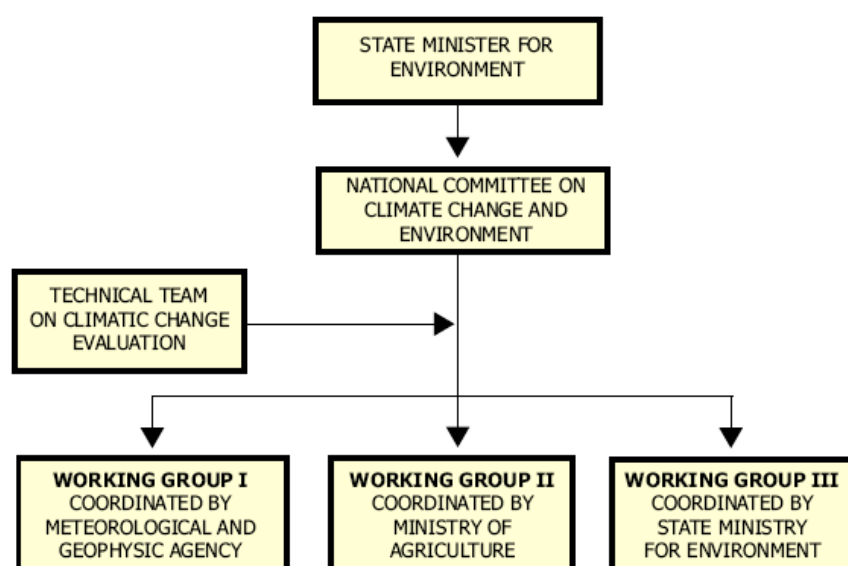 STATE MINISTER FOR
ENVIRONMENT
NATIONAL COMMITTEE ON
CLIMATE CHANGE AND
ENVIRONMENT
TECHNICAL TEAM
ON CLIMATIC CHANGE
EVALUATION
WORKING GROUP I
COORDINATED BY
METEOROLOGICAL AND
GEOPHYSIC AGENCY
WORKING GROUP II
COORDINATED BY
MINISTRY OF
AGRICULTURE
WORKING GROUP III
COORDINATED BY
STATE MINISTRY
FOR ENVIRONMENT